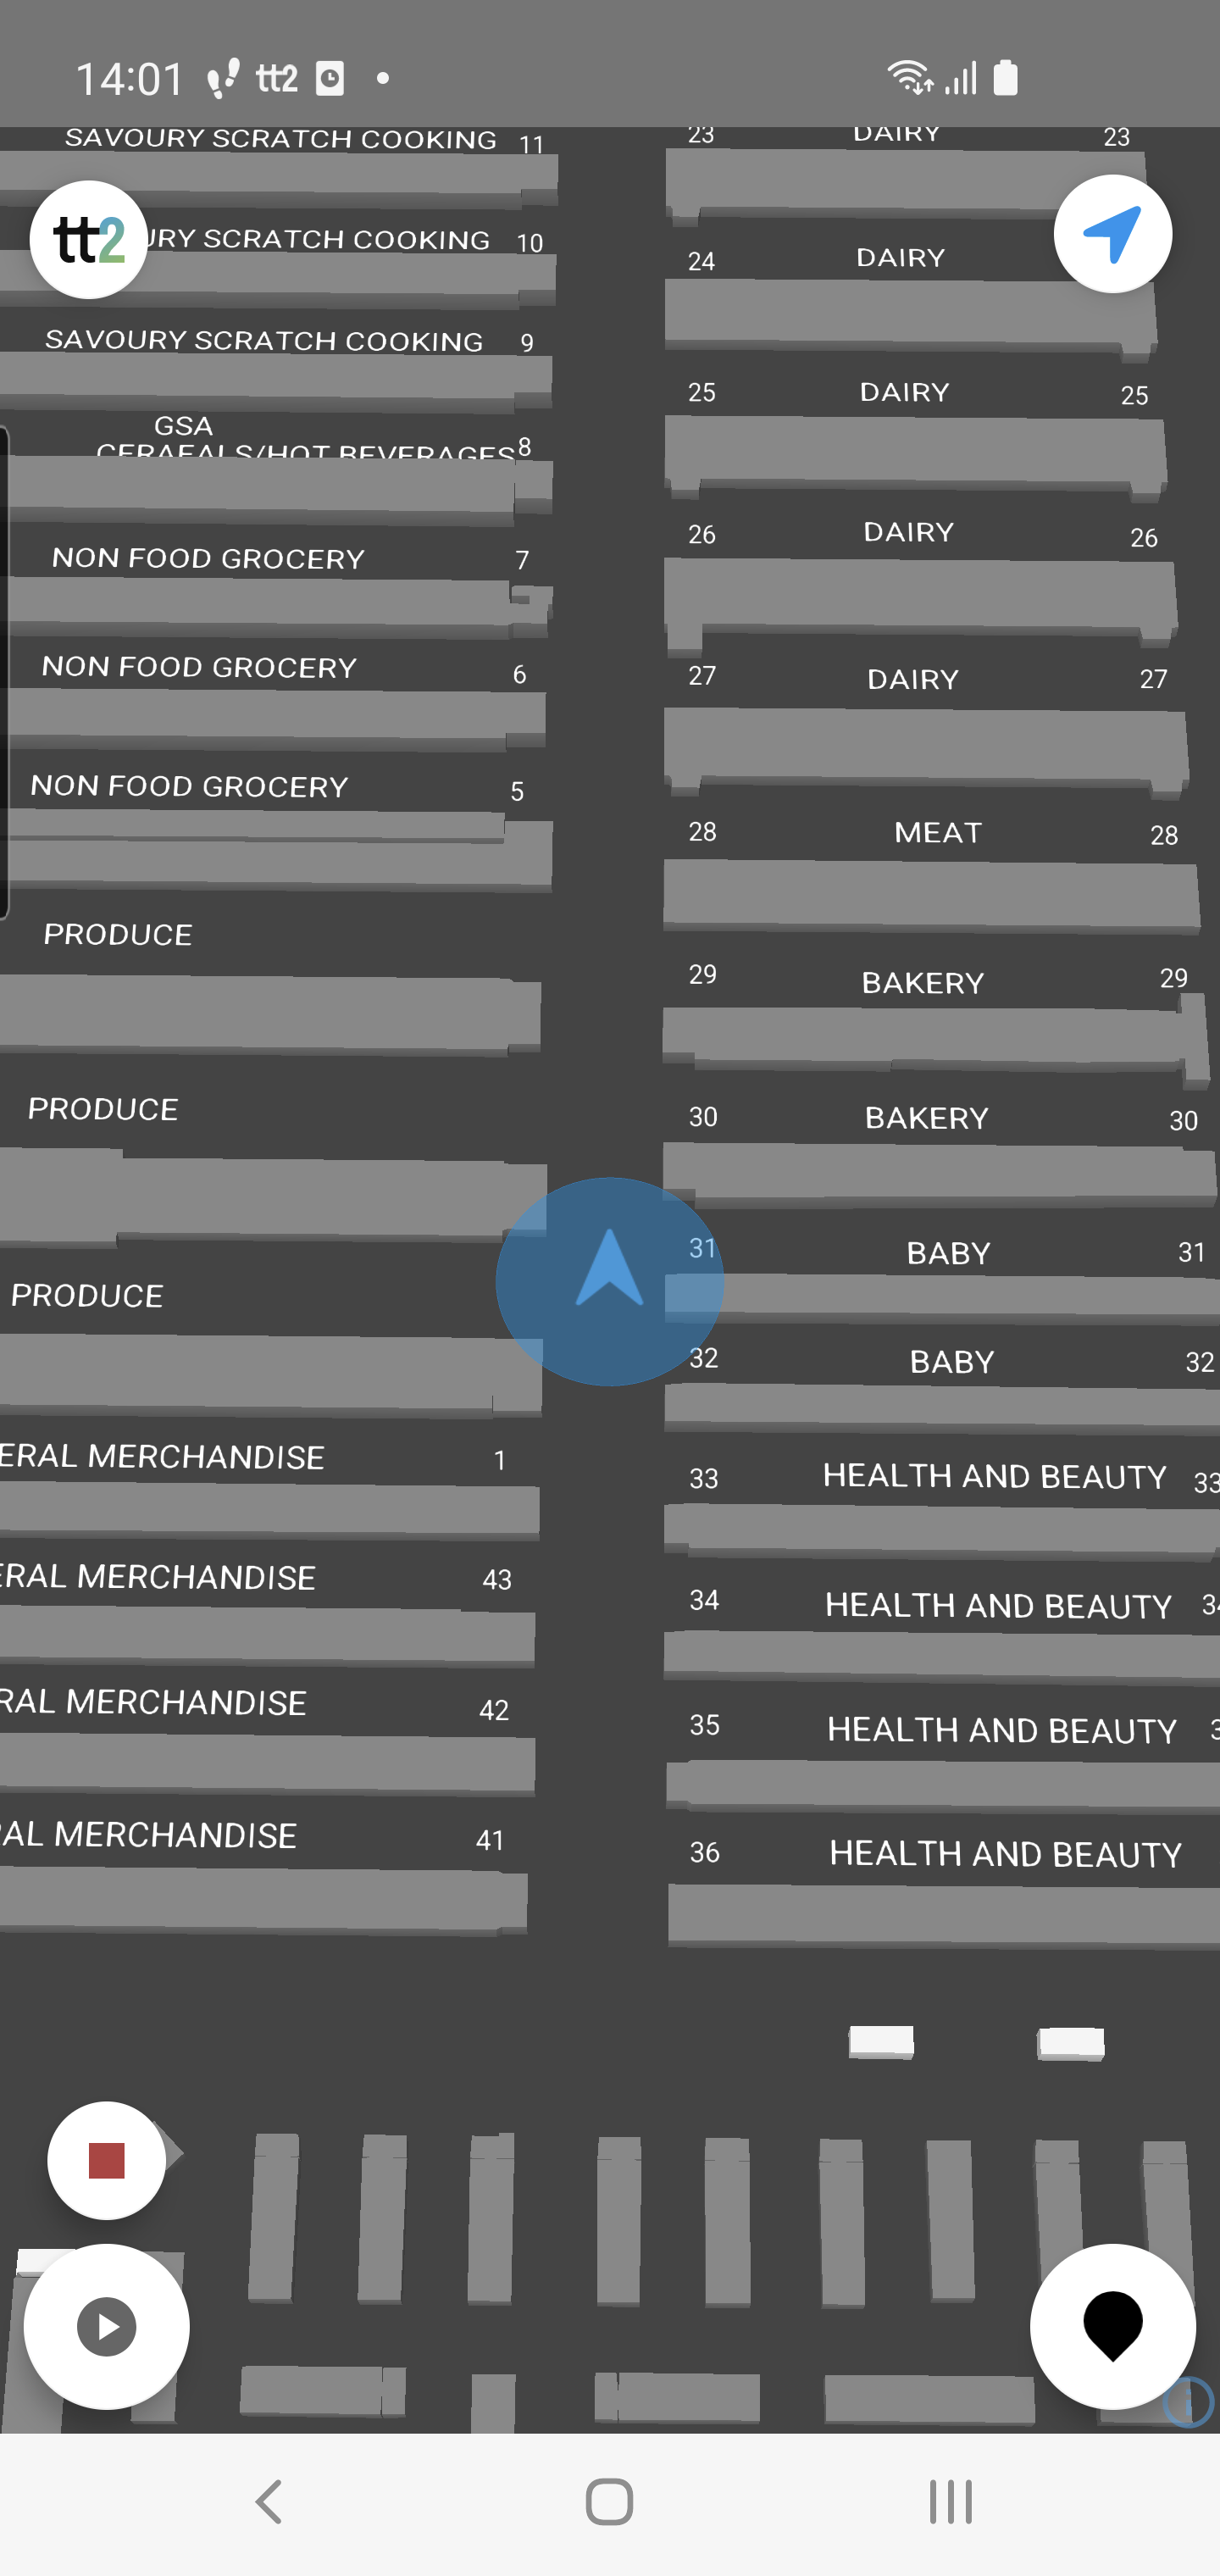 14:01 tt2
SAVOURY SCRATCH COOKING 11
23 DAIRY 23
tt2
URY SCRATCH COOKING 10
24 DAIRY
SAVOURY SCRATCH COOKING 9
25 DAIRY 25
GSA
CERAEALS/HOT BEVERAGES 8
26 DAIRY 26
NON FOOD GROCERY 7
NON FOOD GROCERY 6
27 DAIRY 27
NON FOOD GROCERY 5
28 MEAT 28
PRODUCE
29 BAKERY 29
PRODUCE
30 BAKERY 30
31 BABY 31
PRODUCE
32 BABY 32
ERAL MERCHANDISE 1
33 HEALTH AND BEAUTY 33
ERAL MERCHANDISE 43
34 HEALTH AND BEAUTY 34
RAL MERCHANDISE 42
35 HEALTH AND BEAUTY 3
AL MERCHANDISE 41
36 HEALTH AND BEAUTY